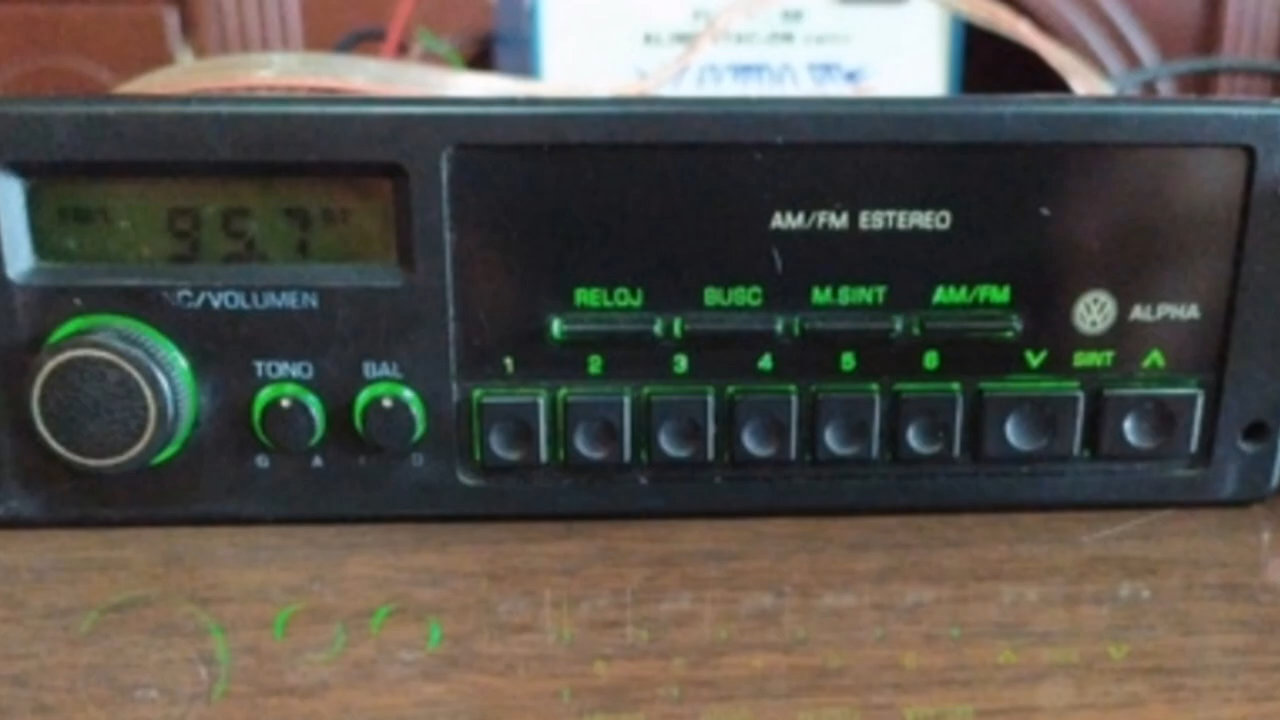 95.7 ST
AM/FM ESTEREO
C/VOLUMEN
RELOJ BUSC M.SINT AM/FM
ALPHA
TONO BAL
1 2 3 4 5 6 SINT
G A D